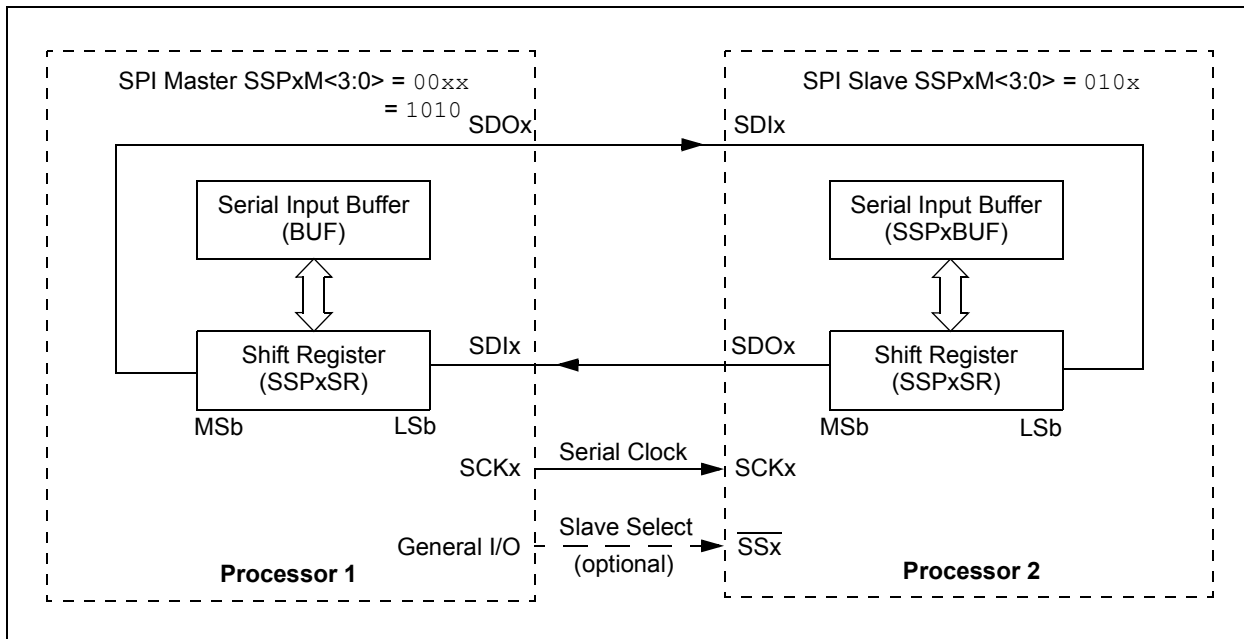 SPI Master SSPxM<3:0> = 00xx
= 1010
SDOx
Serial Input Buffer
(BUF)
Shift Register
(SSPxSR)
MSb
LSb
SDIx
SCKx
General I/O
Processor 1
Serial Clock
Slave Select
(optional)
SPI Slave SSPxM<3:0> = 010x
SDIx
Serial Input Buffer
(SSPxBUF)
SDOx
Shift Register
(SSPxSR)
MSb
LSb
SCKx
S̅S̅x̅
Processor 2